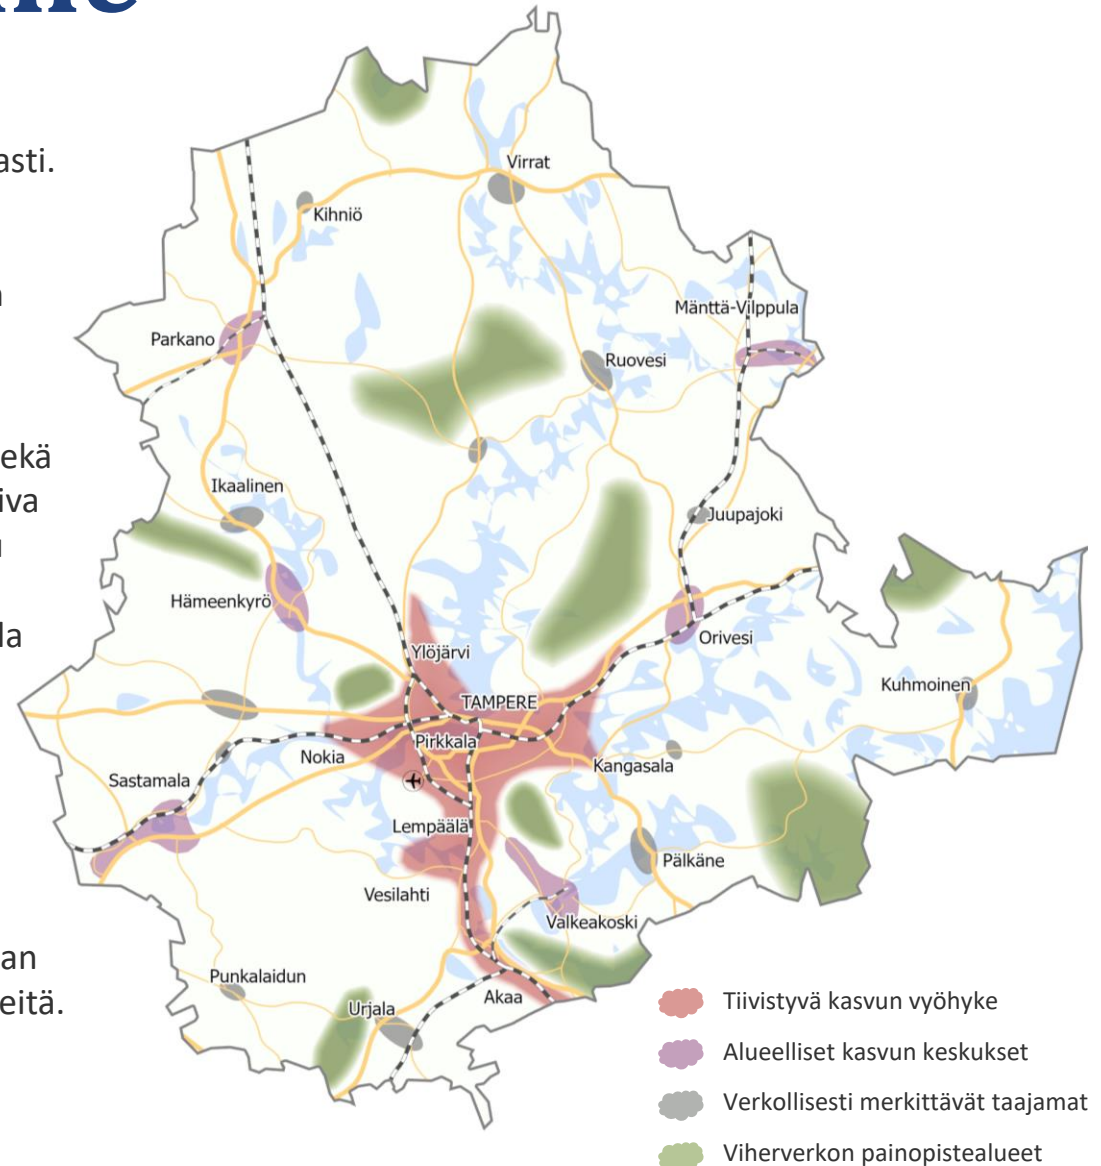 asti.
ekä
iva
la
an
eitä.
Virrat
Kihniö
Mänttä-Vilppula
Parkano
Ruovesi
Ikaalinen
Juupajoki
Hämeenkyrö
Orivesi
Ylöjärvi
Kuhmoinen
TAMPERE
Pirkkala
Nokia
Kangasala
Sastamala
Lempäälä
Pälkäne
Vesilahti
Valkeakoski
Punkalaidun
Akaa
Urjala
Tiivistyvä kasvun vyöhyke
Alueelliset kasvun keskukset
Verkollisesti merkittävät taajamat
Viherverkon painopistealueet